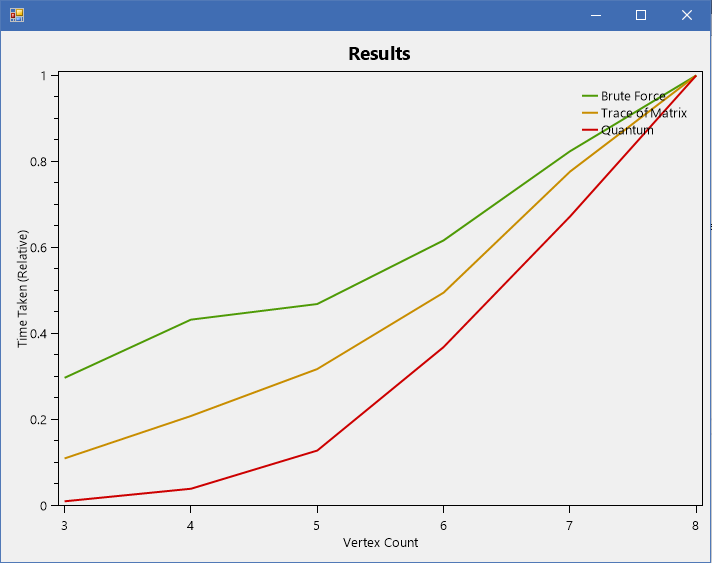 Results
Brute Force
Trace of Matrix
Quantum
1
0.8
0.6
0.4
0.2
0
Time Taken (Relative)
3 4 5 6 7 8
Vertex Count